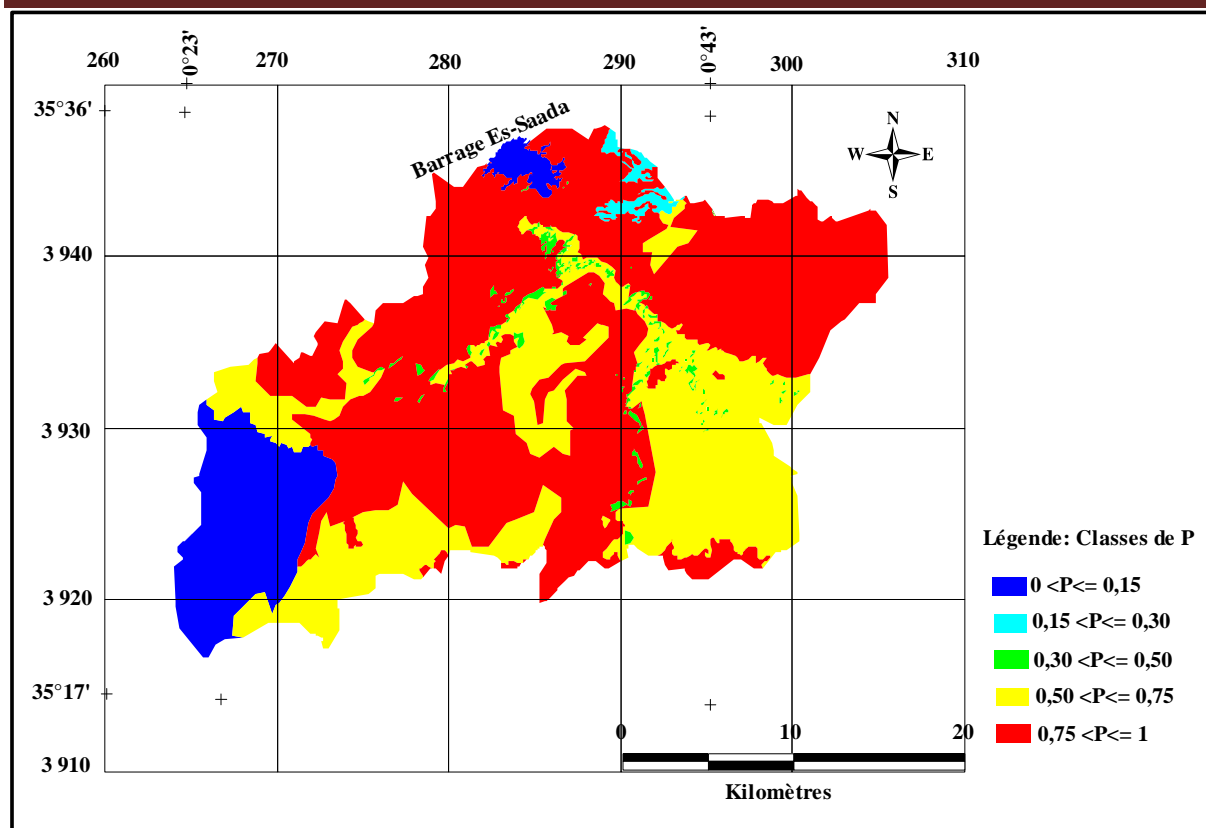 260 0°23' 270 280 290 0°43' 300 310
35°36'
Barrage Es-Saada
N
W E
S
3 940
3 930
Légende: Classes de P
0 <P<= 0,15
3 920
0,15 <P<= 0,30
0,30 <P<= 0,50
35°17'
0,50 <P<= 0,75
0 10 20
0,75 <P<= 1
3 910
Kilomètres